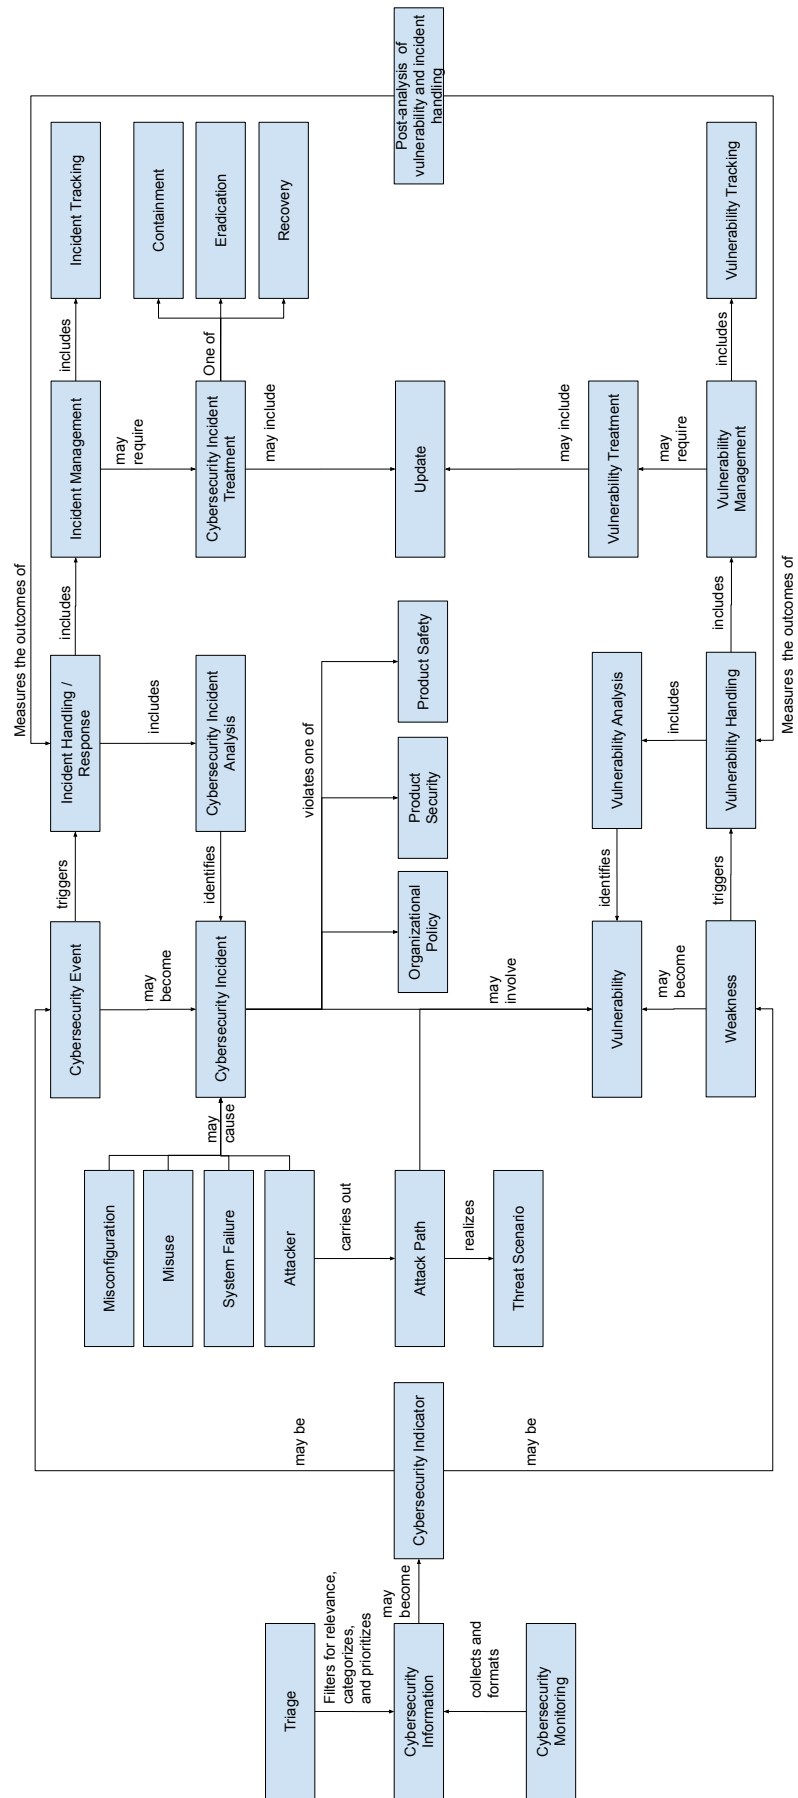 Triage
Filters for relevance,
categorizes,
and prioritizes
Cybersecurity
Information
collects and
formats
Cybersecurity
Monitoring
may
become
Cybersecurity Indicator
may be
may be
Misconfiguration
Misuse
System Failure
Attacker
may
cause
carries out
Attack Path
realizes
Threat Scenario
Cybersecurity Event
may
become
Cybersecurity Incident
violates one of
Organizational
Policy
Product
Security
Product Safety
may
involve
Vulnerability
may
become
Weakness
triggers
identifies
identifies
triggers
Measures the outcomes of
Incident Handling /
Response
includes
Cybersecurity Incident
Analysis
Vulnerability Analysis
includes
Vulnerability Handling
Measures the outcomes of
includes
includes
Incident Management
may
require
Cybersecurity Incident
Treatment
may include
Update
may include
Vulnerability Treatment
may
require
Vulnerability
Management
includes
One of
includes
Incident Tracking
Containment
Eradication
Recovery
Vulnerability Tracking
Post-analysis of
vulnerability and incident
handling